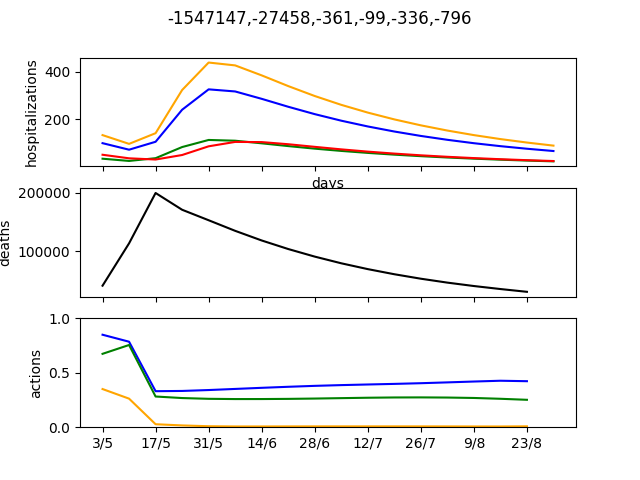 -1547147,-27458,-361,-99,-336,-796
hospitalizations
400
200
days
deaths
200000
100000
actions
1.0
0.5
0.0
3/5 17/5 31/5 14/6 28/6 12/7 26/7 9/8 23/8